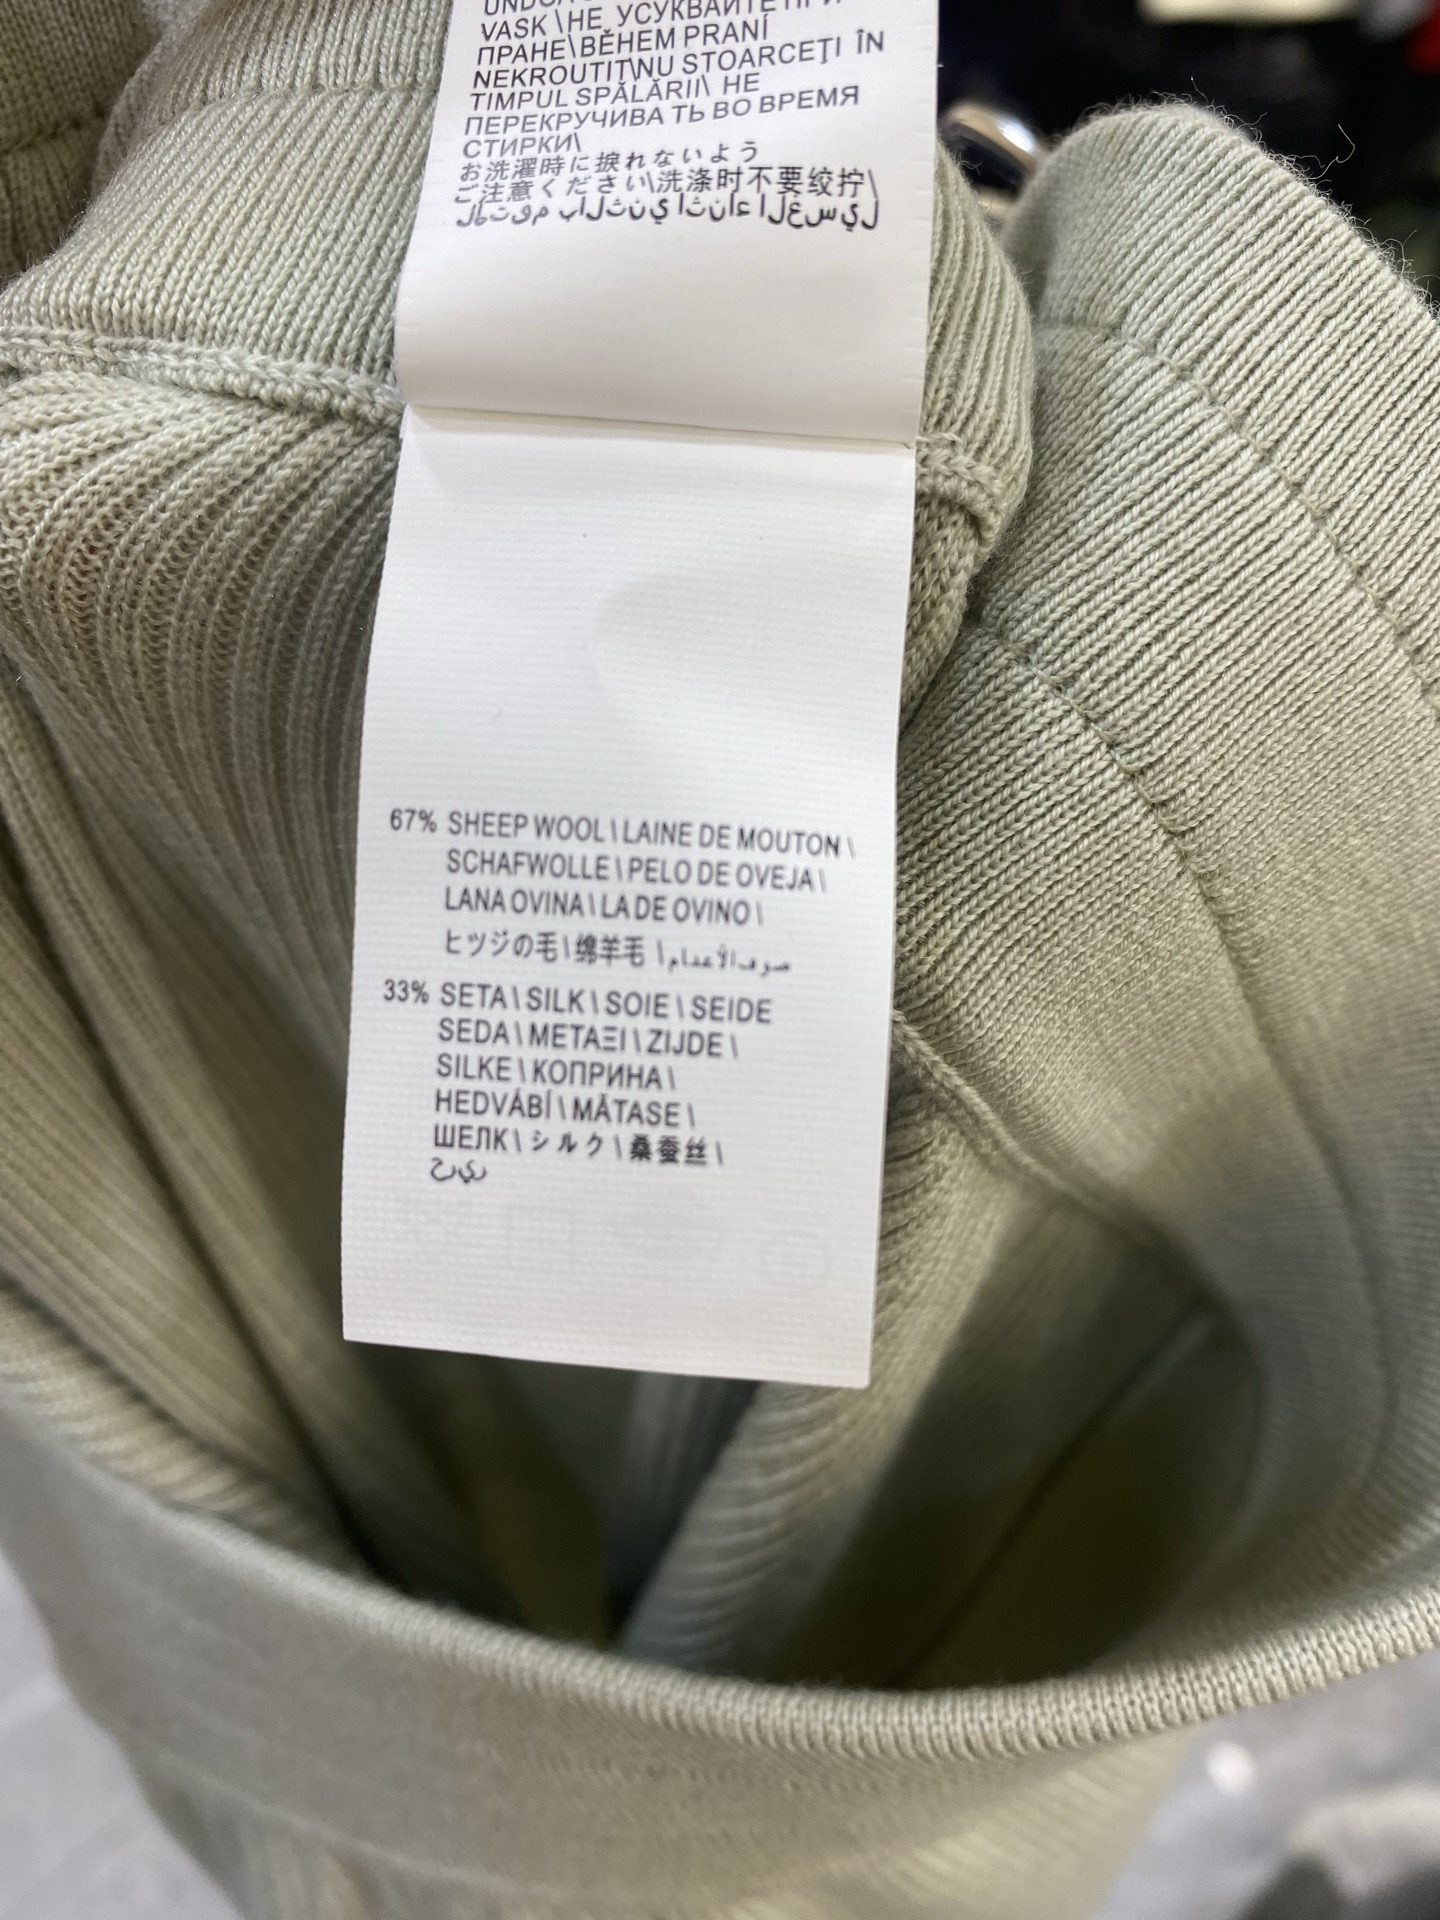 VASK \НЕ УСУКВАЙТЕ ПРИ
ПРАНЕ\BĚHEM PRANÍ
NEKROUTIT\NU STOARCEŢI ÎN
TIMPUL SPĂLĂRII\ НЕ
ПЕРЕКРУЧИВА ТЬ ВО ВРЕМЯ
СТИРКИ\
お洗濯時に捩れないよう
ご注意ください\洗涤时不要绞拧\
67% SHEEP WOOL \ LAINE DE MOUTON \
SCHAFWOLLE \ PELO DE OVEJA \
LANA OVINA \ LA DE OVINO \
ヒツジの毛 \ 绵羊毛 \
33% SETA \ SILK \ SOIE \ SEIDE
SEDA \ ΜΕΤΑΞΙ \ ZIJDE \
SILKE \ КОПРИНА \
HEDVÁBÍ \ MĂTASE \
ШЕЛК \ シルク \ 桑蚕丝 \